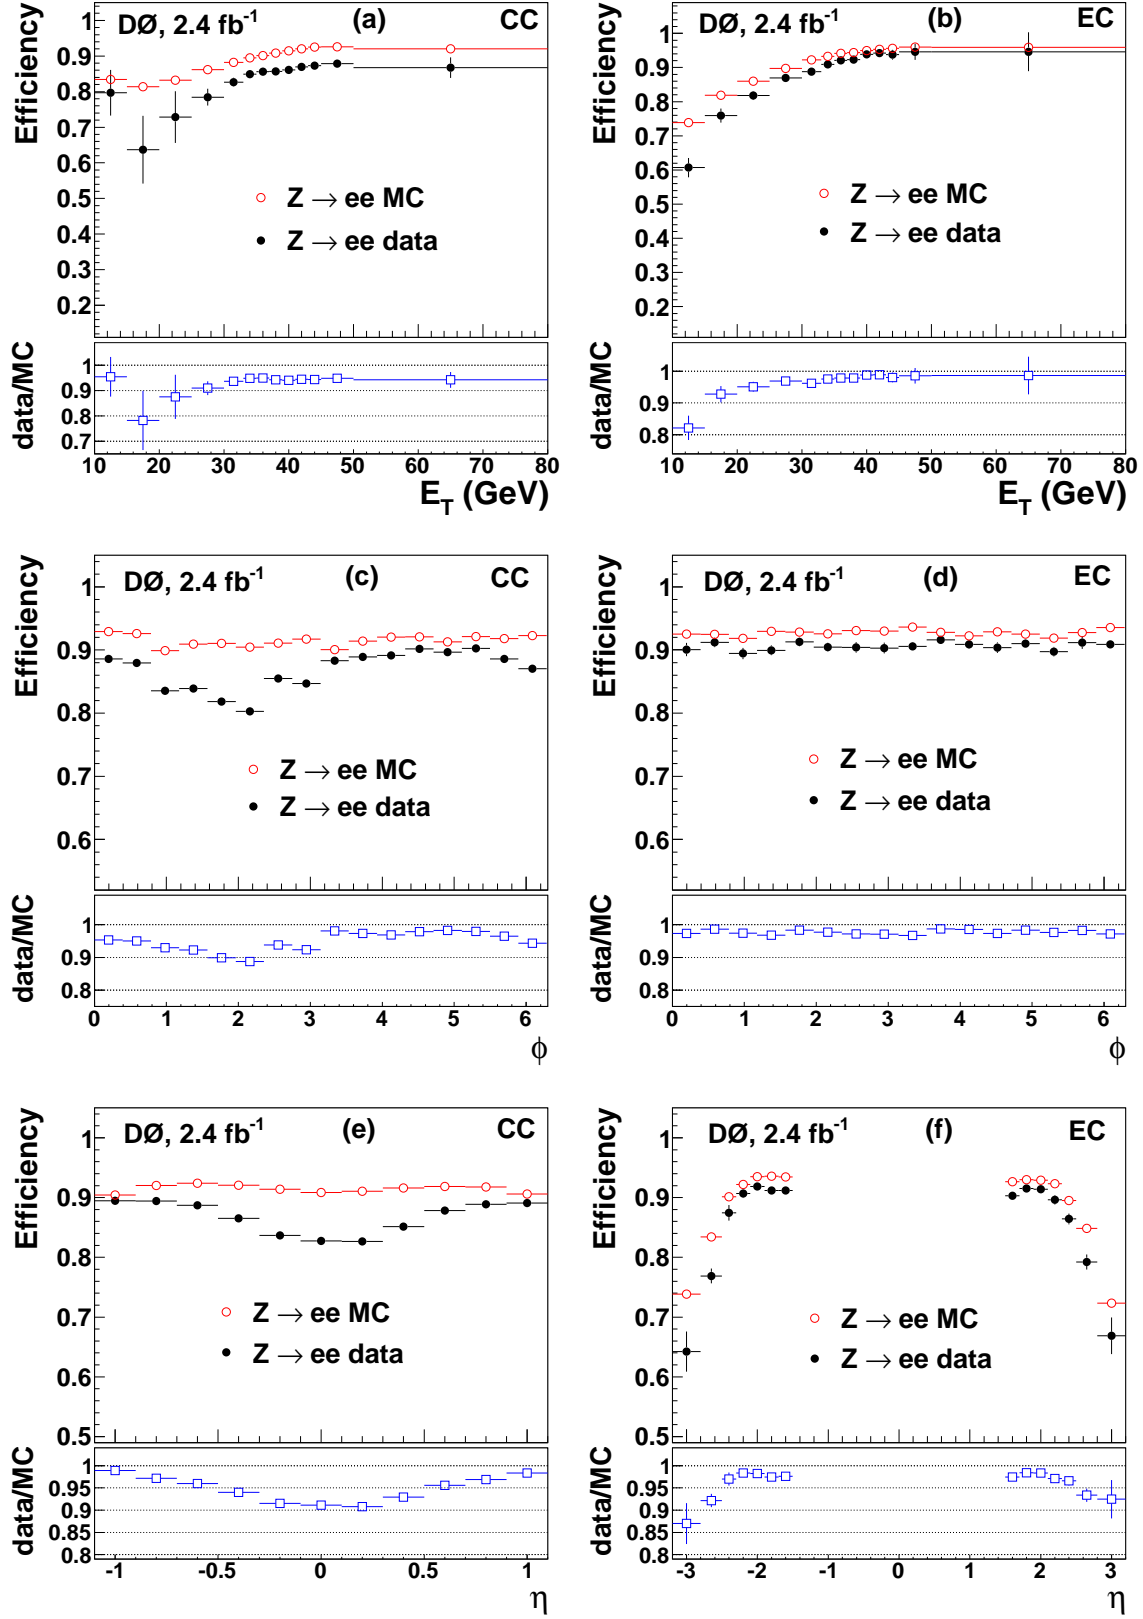 DØ, 2.4 fb-1 (a) CC
Efficiency
1
0.9
0.8
0.7
0.6
0.5
0.4
0.3
0.2
Z → ee MC
Z → ee data
data/MC
1
0.9
0.8
0.7
10 20 30 40 50 60 70 80
E_T (GeV)
DØ, 2.4 fb-1 (b) EC
Efficiency
1
0.9
0.8
0.7
0.6
0.5
0.4
0.3
0.2
Z → ee MC
Z → ee data
data/MC
1
0.9
0.8
10 20 30 40 50 60 70 80
E_T (GeV)
DØ, 2.4 fb-1 (c) CC
Efficiency
1
0.9
0.8
0.7
0.6
Z → ee MC
Z → ee data
data/MC
1
0.9
0.8
0 1 2 3 4 5 6
ϕ
DØ, 2.4 fb-1 (d) EC
Efficiency
1
0.9
0.8
0.7
0.6
Z → ee MC
Z → ee data
data/MC
1
0.9
0.8
0 1 2 3 4 5 6
ϕ
DØ, 2.4 fb-1 (e) CC
Efficiency
1
0.9
0.8
0.7
0.6
0.5
Z → ee MC
Z → ee data
data/MC
1
0.95
0.9
0.85
0.8
-1 -0.5 0 0.5 1
η
DØ, 2.4 fb-1 (f) EC
Efficiency
1
0.9
0.8
0.7
0.6
0.5
Z → ee MC
Z → ee data
data/MC
1
0.95
0.9
0.85
0.8
-3 -2 -1 0 1 2 3
η